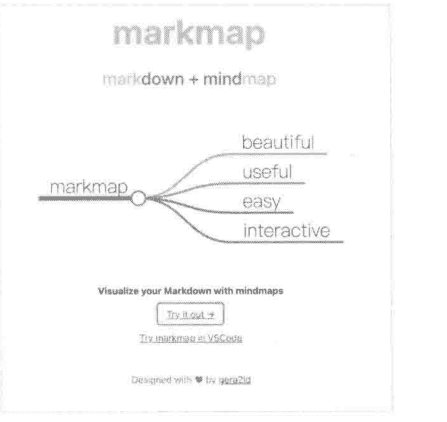 markmap
markdown + mindmap
beautiful
useful
markmap
easy
interactive
Visualize your Markdown with mindmaps
Try it out →
Try markmap in VSCode
Designed with ♥ by gera2ld